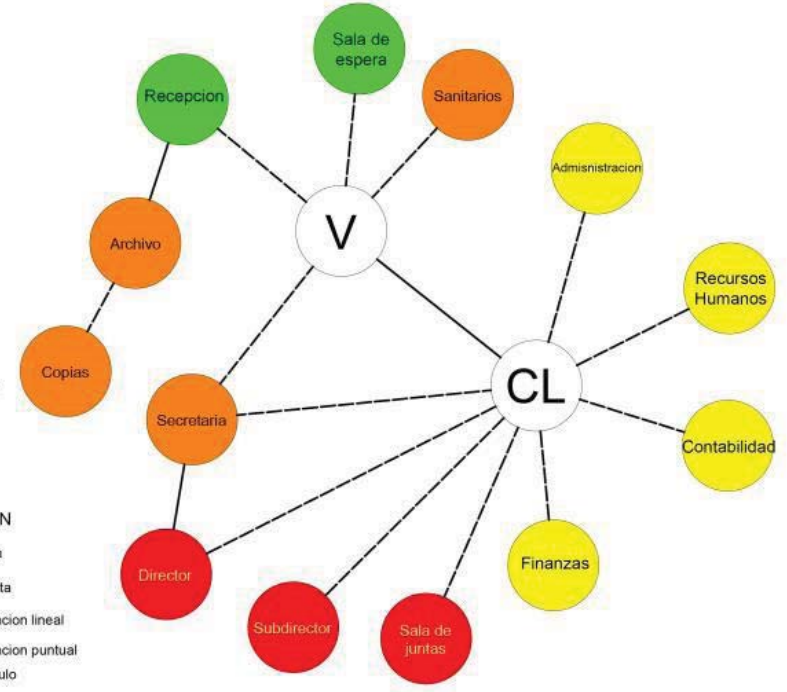 Sala de
espera
Recepcion
Sanitarios
Admisnistracion
V
Archivo
Recursos
Humanos
Copias
CL
Secretaria
Contabilidad
Finanzas
Director
Subdirector
Sala de
juntas
N
ta
cion lineal
cion puntual
ulo